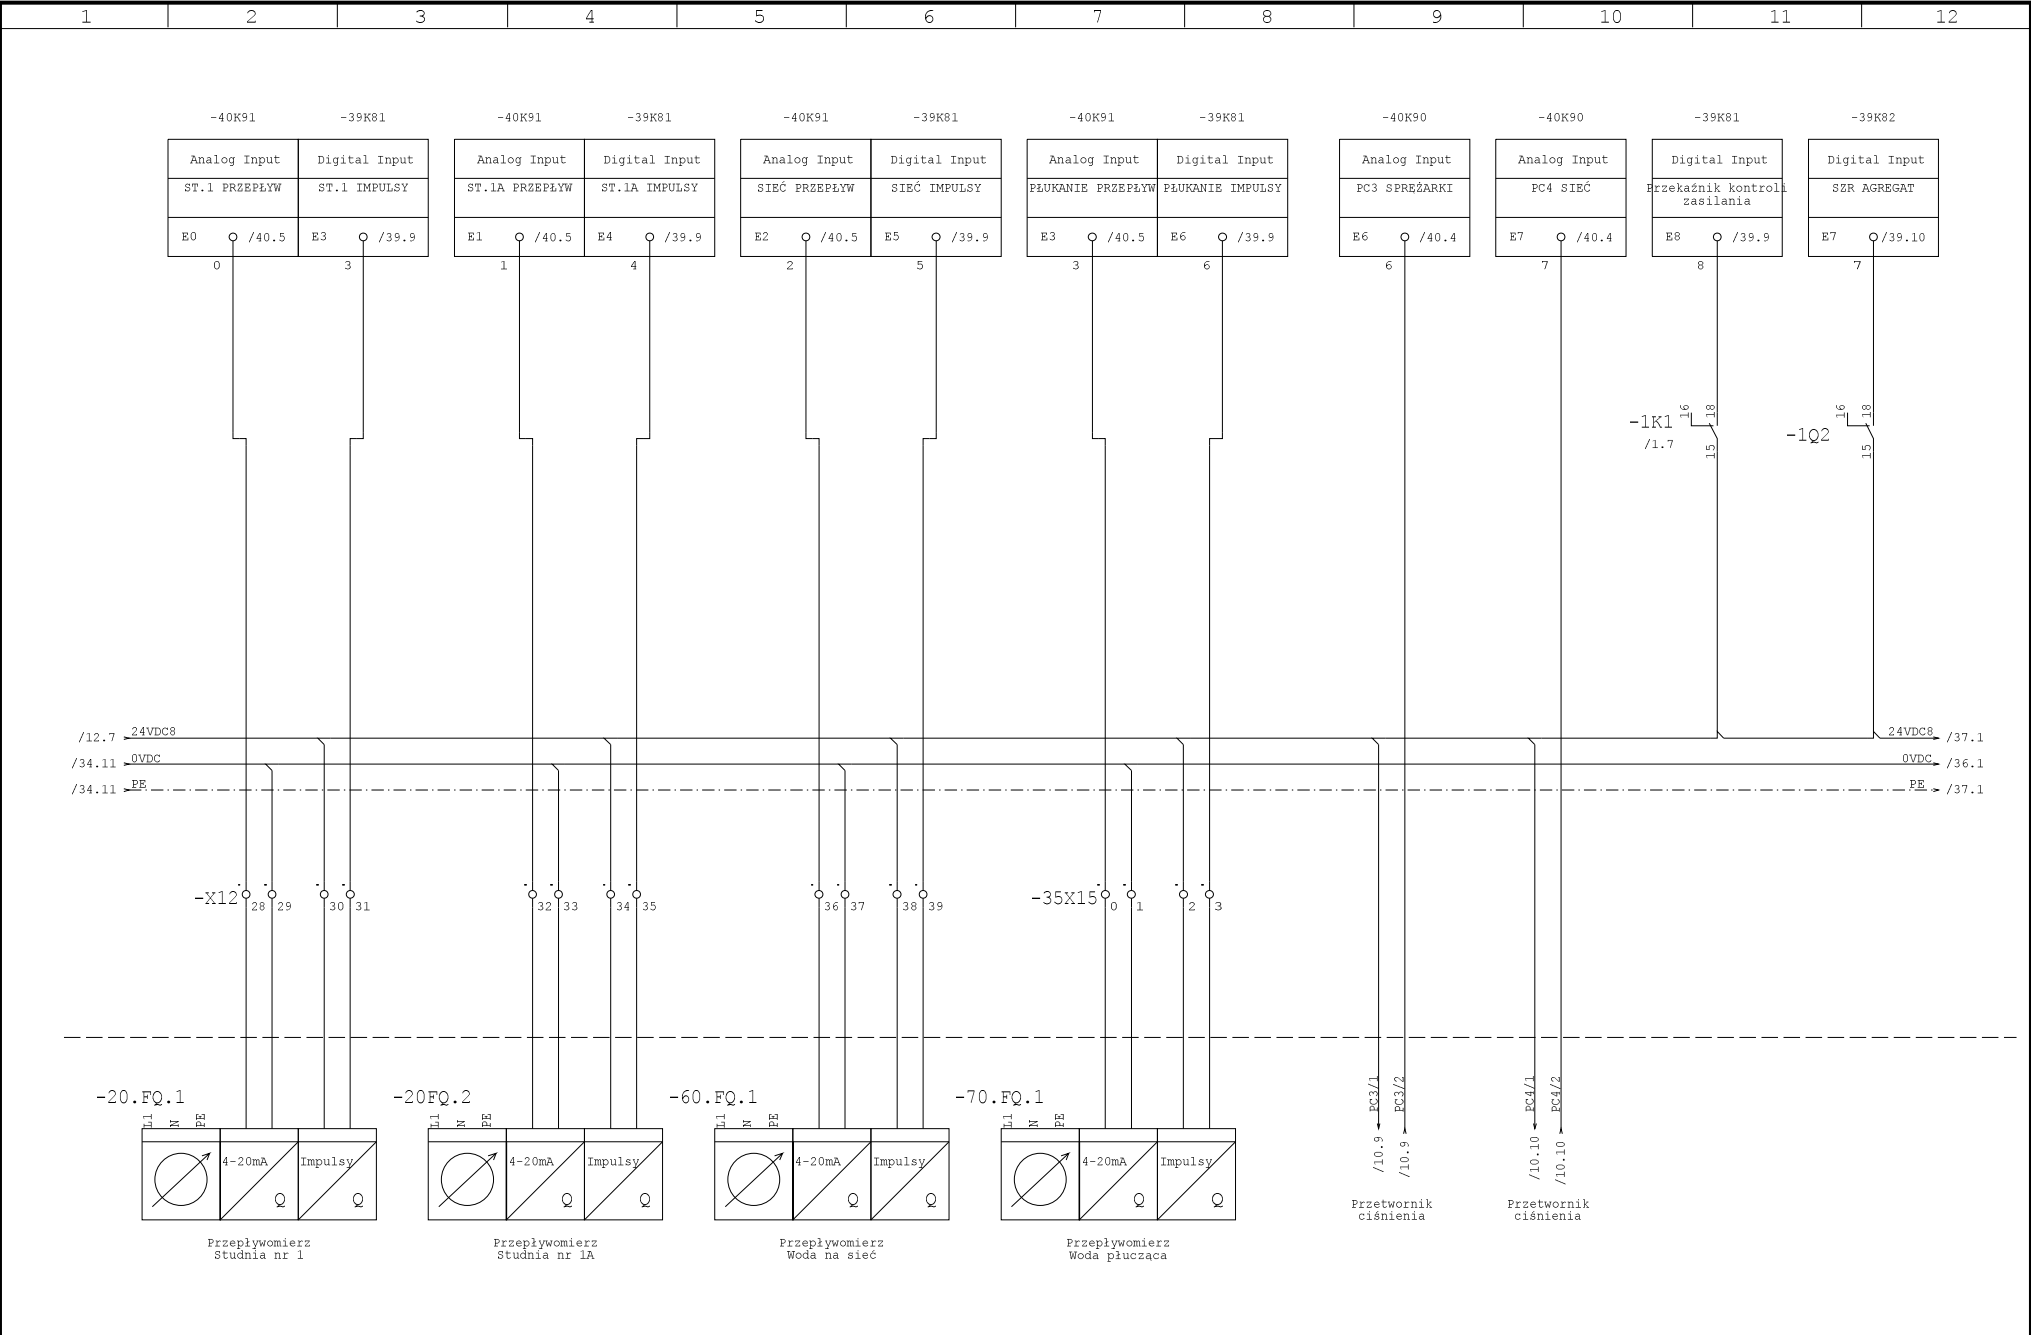 1 2 3 4 5 6 7 8 9 10 11 12
-40K91 -39K81 -40K91 -39K81 -40K91 -39K81 -40K91 -39K81 -40K90 -40K90 -39K81 -39K82
Analog Input Digital Input Analog Input Digital Input Analog Input Digital Input Analog Input Digital Input Analog Input Analog Input Digital Input Digital Input
ST.1 PRZEPŁYW ST.1 IMPULSY ST.1A PRZEPŁYW ST.1A IMPULSY SIEĆ PRZEPŁYW SIEĆ IMPULSY PŁUKANIE PRZEPŁYW PŁUKANIE IMPULSY PC3 SPRĘŻARKI PC4 SIEĆ Przekaźnik kontroli SZR AGREGAT
zasilania
E0 /40.5 E3 /39.9 E1 /40.5 E4 /39.9 E2 /40.5 E5 /39.9 E3 /40.5 E6 /39.9 E6 /40.4 E7 /40.4 E8 /39.9 E7 /39.10
0 3 1 4 2 5 3 6 6 7 8 7
16 18 16 18
-1K1 -1Q2
/1.7 15 15
/12.7 24VDC8 24VDC8 /37.1
/34.11 0VDC 0VDC /36.1
/34.11 PE PE /37.1
-X12 28 29 30 31 32 33 34 35 36 37 38 39 -35X15 0 1 2 3
-20.FQ.1 -20FQ.2 -60.FQ.1 -70.FQ.1 PC3/1 PC3/2 PC4/1 PC4/2
L1 N PE L1 N PE L1 N PE L1 N PE
4-20mA Impulsy 4-20mA Impulsy 4-20mA Impulsy 4-20mA Impulsy /10.9 /10.9 /10.10 /10.10
Q Q Q Q Q Q Q Q
Przetwornik Przetwornik
ciśnienia ciśnienia
Przepływomierz Przepływomierz Przepływomierz Przepływomierz
Studnia nr 1 Studnia nr 1A Woda na sieć Woda płucząca